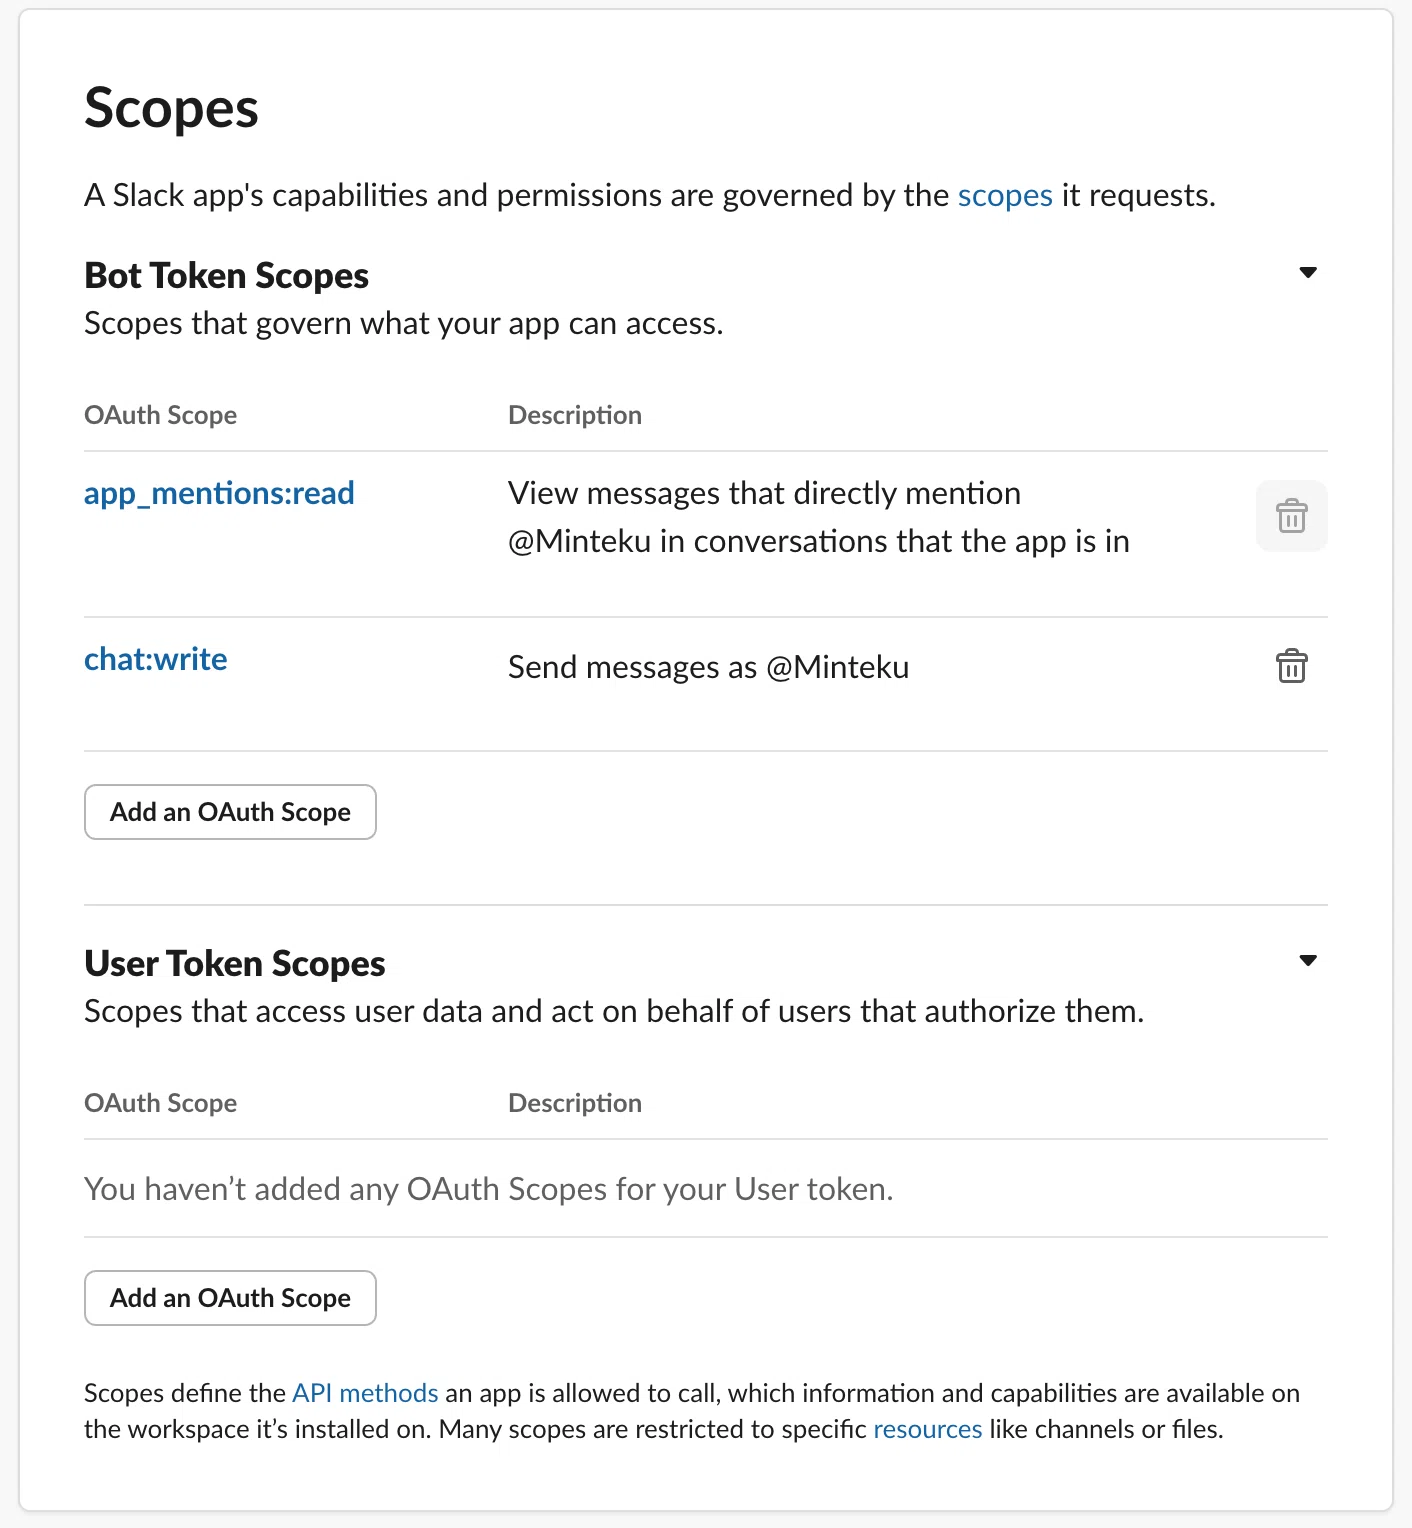 Scopes
A Slack app's capabilities and permissions are governed by the scopes it requests.
Bot Token Scopes
Scopes that govern what your app can access.
OAuth Scope Description
app_mentions:read View messages that directly mention
@Minteku in conversations that the app is in
chat:write Send messages as @Minteku
Add an OAuth Scope
User Token Scopes
Scopes that access user data and act on behalf of users that authorize them.
OAuth Scope Description
You haven’t added any OAuth Scopes for your User token.
Add an OAuth Scope
Scopes define the API methods an app is allowed to call, which information and capabilities are available on
the workspace it’s installed on. Many scopes are restricted to specific resources like channels or files.